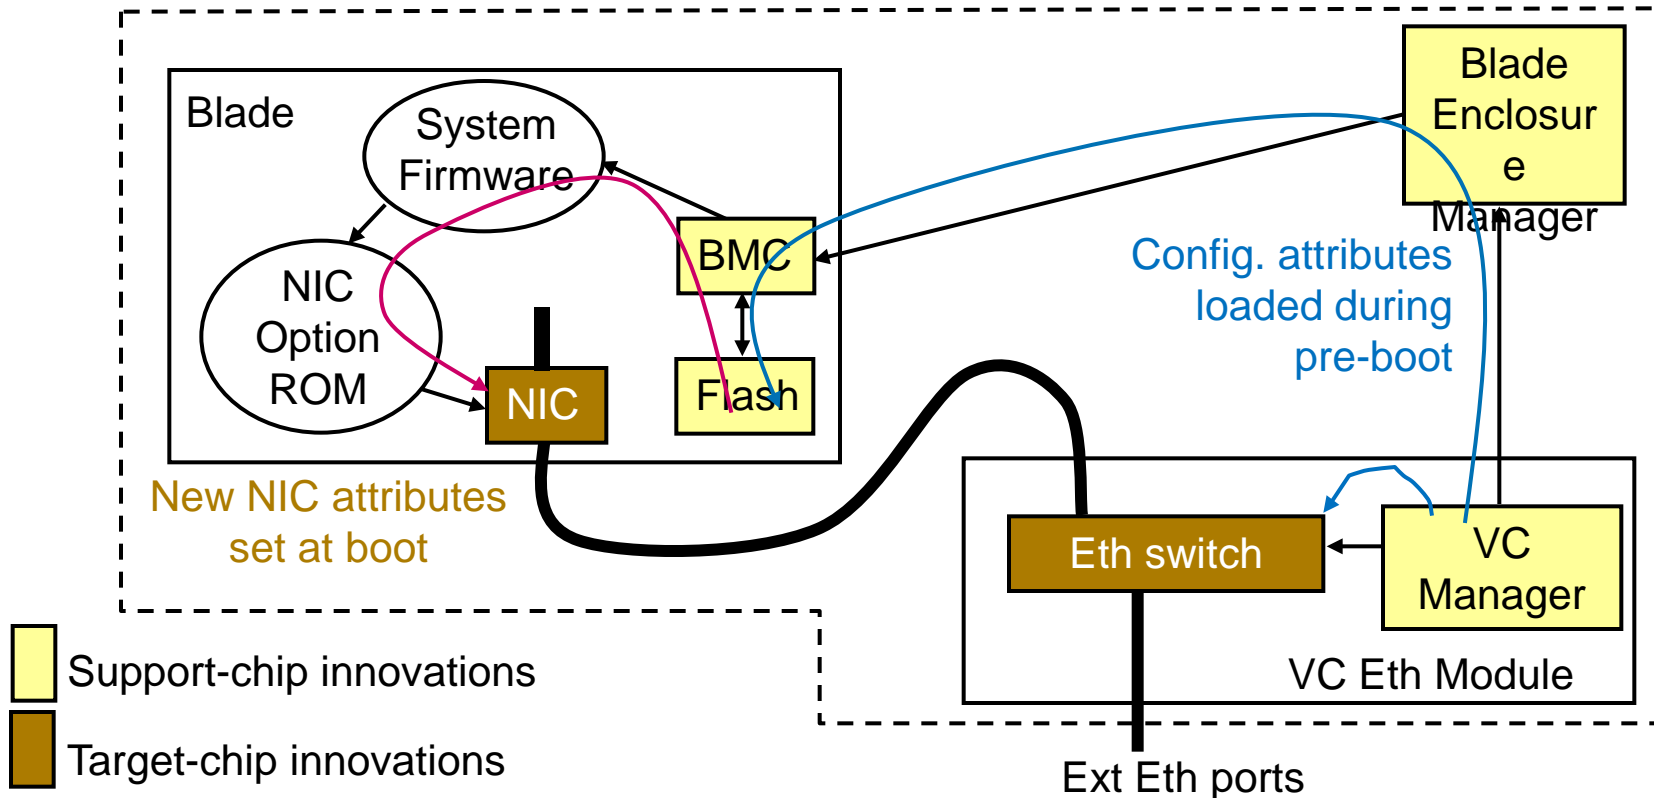 Blade
System
Firmware
NIC
Option
ROM
BMC
Flash
NIC
Blade
Enclosur
e
Manager
Config. attributes
loaded during
pre-boot
New NIC attributes
set at boot
Eth switch
VC
Manager
VC Eth Module
Support-chip innovations
Target-chip innovations
Ext Eth ports